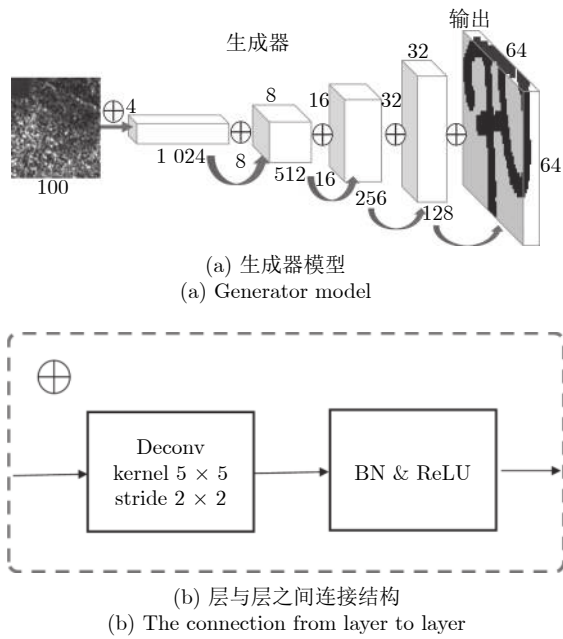 生成器
输出
100
4
1 024
8
8
512
16
16
256
32
32
128
64
64
(a) 生成器模型
(a) Generator model
Deconv
kernel 5 × 5
stride 2 × 2
BN & ReLU
(b) 层与层之间连接结构
(b) The connection from layer to layer